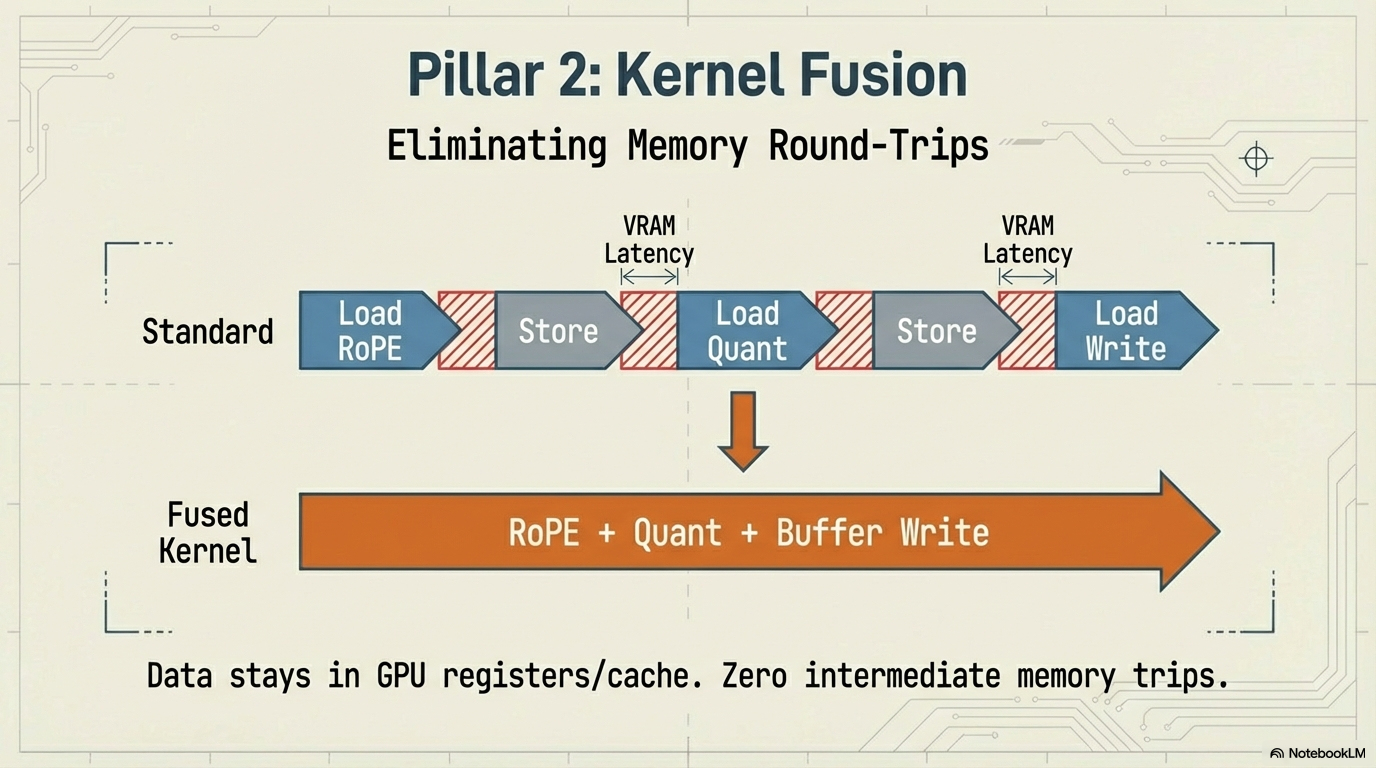 Pillar 2: Kernel Fusion
Eliminating Memory Round-Trips
VRAM
Latency
VRAM
Latency
Standard
Load
RoPE
Store
Load
Quant
Store
Load
Write
Fused
Kernel
RoPE + Quant + Buffer Write
Data stays in GPU registers/cache. Zero intermediate memory trips.
NotebookLM